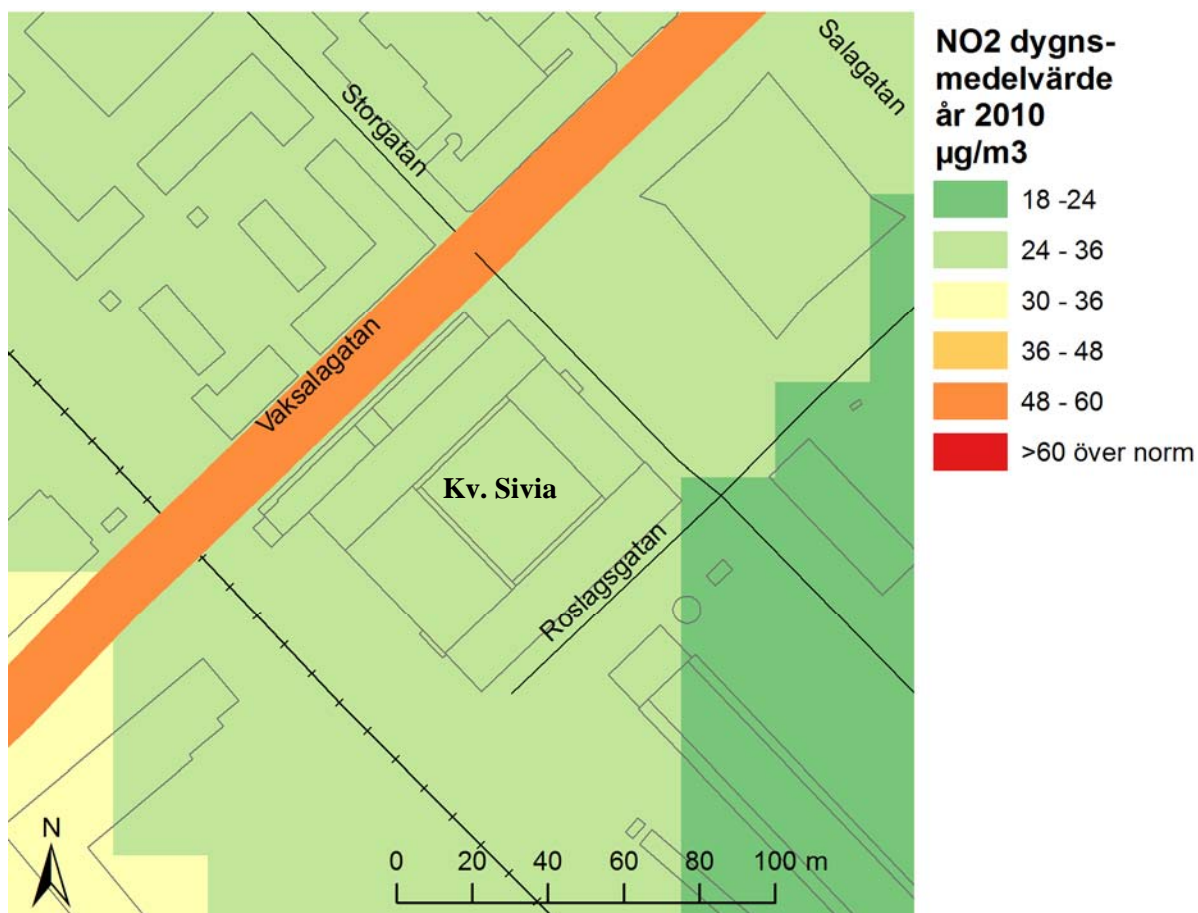 Salagatan
Storgatan
Vaksalagatan
Kv. Sivia
Roslagsgatan
N
0 20 40 60 80 100 m
NO2 dygns-
medelvärde
år 2010
µg/m3
18 -24
24 - 36
30 - 36
36 - 48
48 - 60
>60 över norm